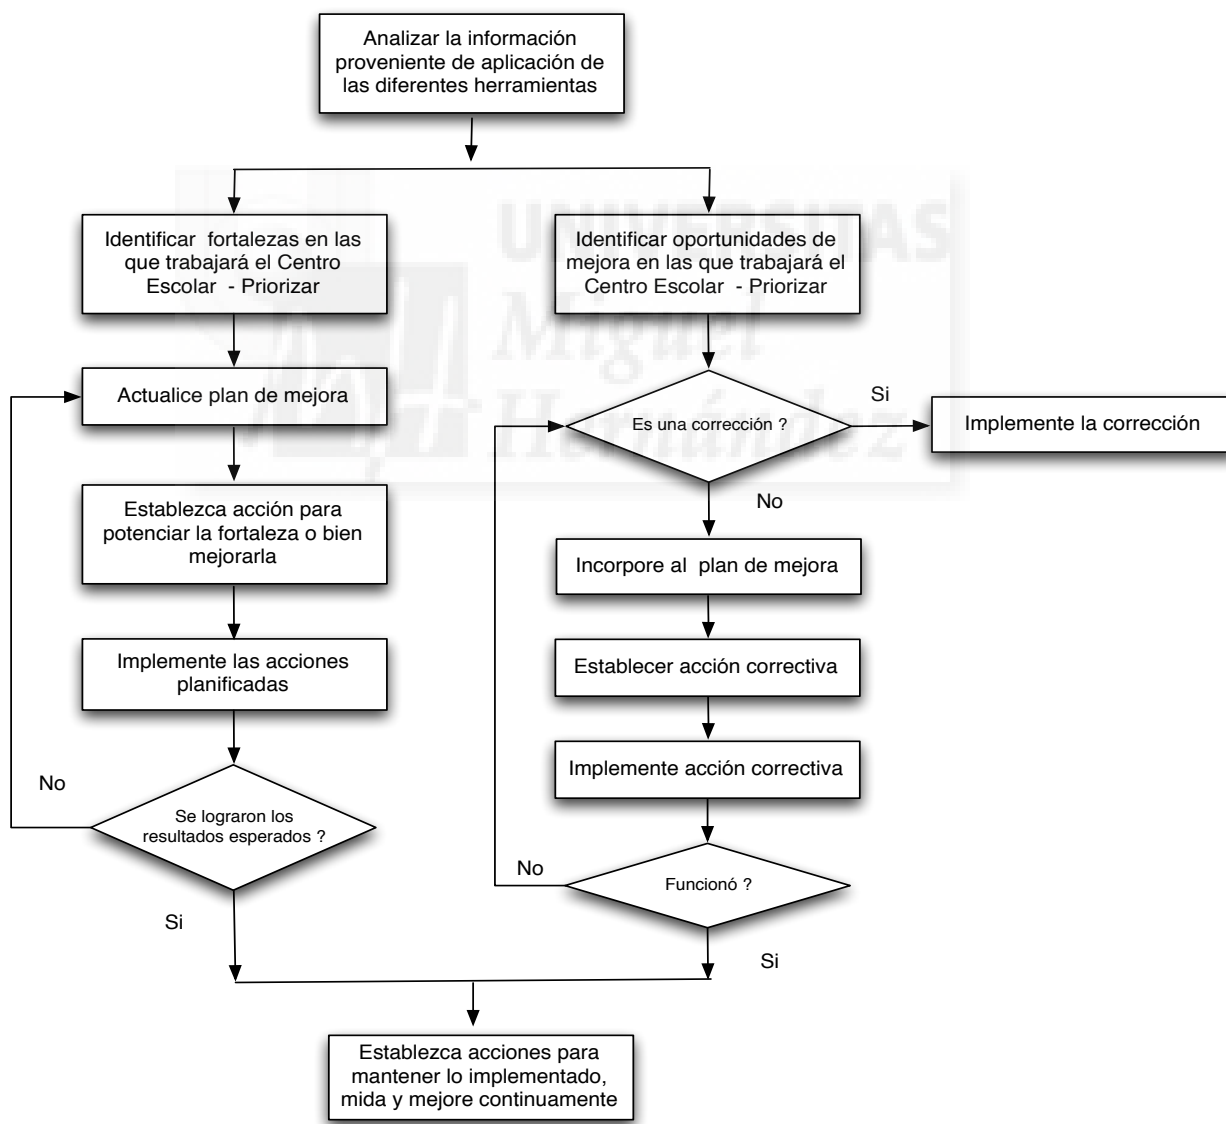 Analizar la información
proveniente de aplicación de
las diferentes herramientas
UNIVERSITAS
Miguel
Hernández
Identificar fortalezas en las
que trabajará el Centro
Escolar - Priorizar
Identificar oportunidades de
mejora en las que trabajará el
Centro Escolar - Priorizar
Actualice plan de mejora
Es una corrección ?
Si
Implemente la corrección
No
Establezca acción para
potenciar la fortaleza o bien
mejorarla
Incorpore al plan de mejora
Implemente las acciones
planificadas
Establecer acción correctiva
Implemente acción correctiva
No
Se lograron los
resultados esperados ?
No
Funcionó ?
Si
Si
Establezca acciones para
mantener lo implementado,
mida y mejore continuamente